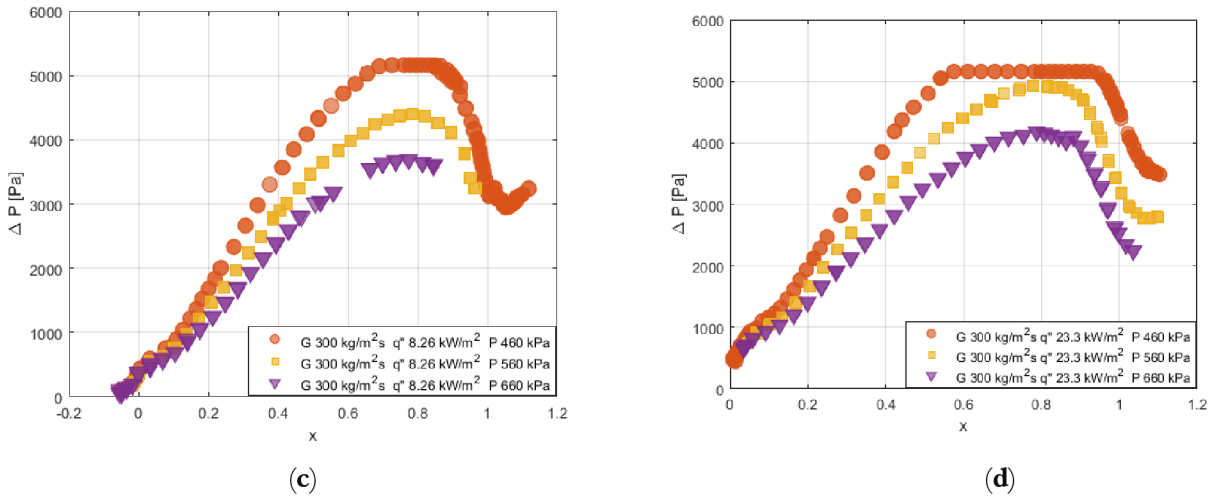 6000
5000
4000
3000
2000
1000
0
-0.2 0 0.2 0.4 0.6 0.8 1 1.2
Δ P [Pa]
x
G 300 kg/m²s q" 8.26 kW/m² P 460 kPa
G 300 kg/m²s q" 8.26 kW/m² P 560 kPa
G 300 kg/m²s q" 8.26 kW/m² P 660 kPa
(c)
6000
5000
4000
3000
2000
1000
0
0 0.2 0.4 0.6 0.8 1 1.2
Δ P [Pa]
x
G 300 kg/m²s q" 23.3 kW/m² P 460 kPa
G 300 kg/m²s q" 23.3 kW/m² P 560 kPa
G 300 kg/m²s q" 23.3 kW/m² P 660 kPa
(d)